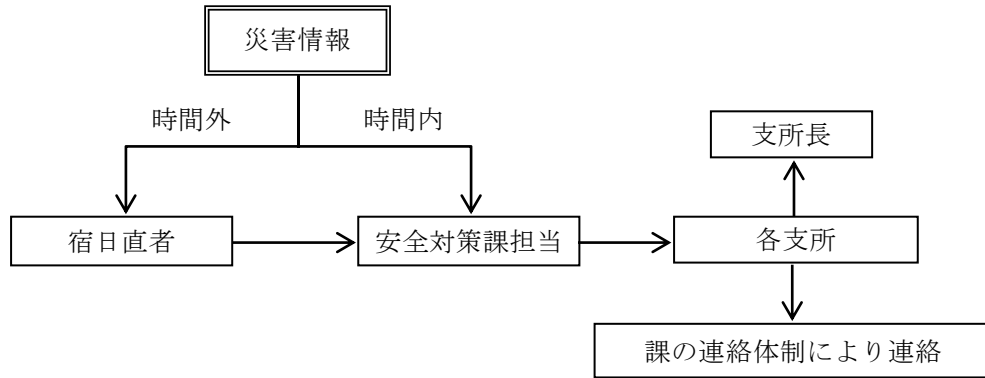 災害情報
時間外
時間内
支所長
宿日直者
安全対策課担当
各支所
課の連絡体制により連絡